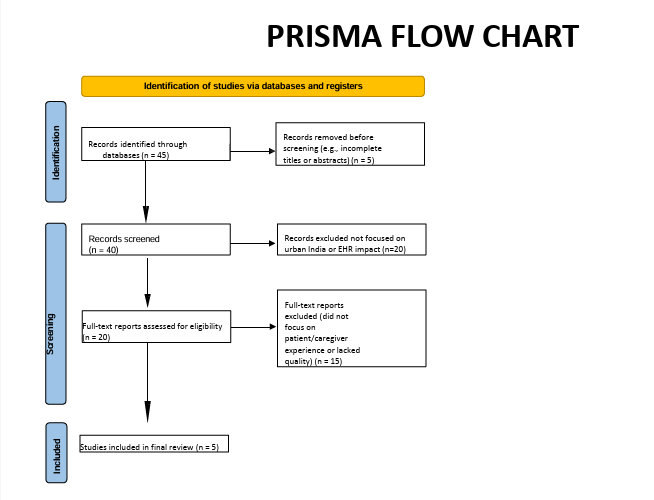 PRISMA FLOW CHART
Identification of studies via databases and registers
Identification
Records identified through
databases (n = 45)
Records removed before
screening (e.g., incomplete
titles or abstracts) (n = 5)
Screening
Records screened
(n = 40)
Records excluded not focused on
urban India or EHR impact (n=20)
Full-text reports assessed for eligibility
(n = 20)
Full-text reports
excluded (did not
focus on
patient/caregiver
experience or lacked
quality) (n = 15)
Included
Studies included in final review (n = 5)